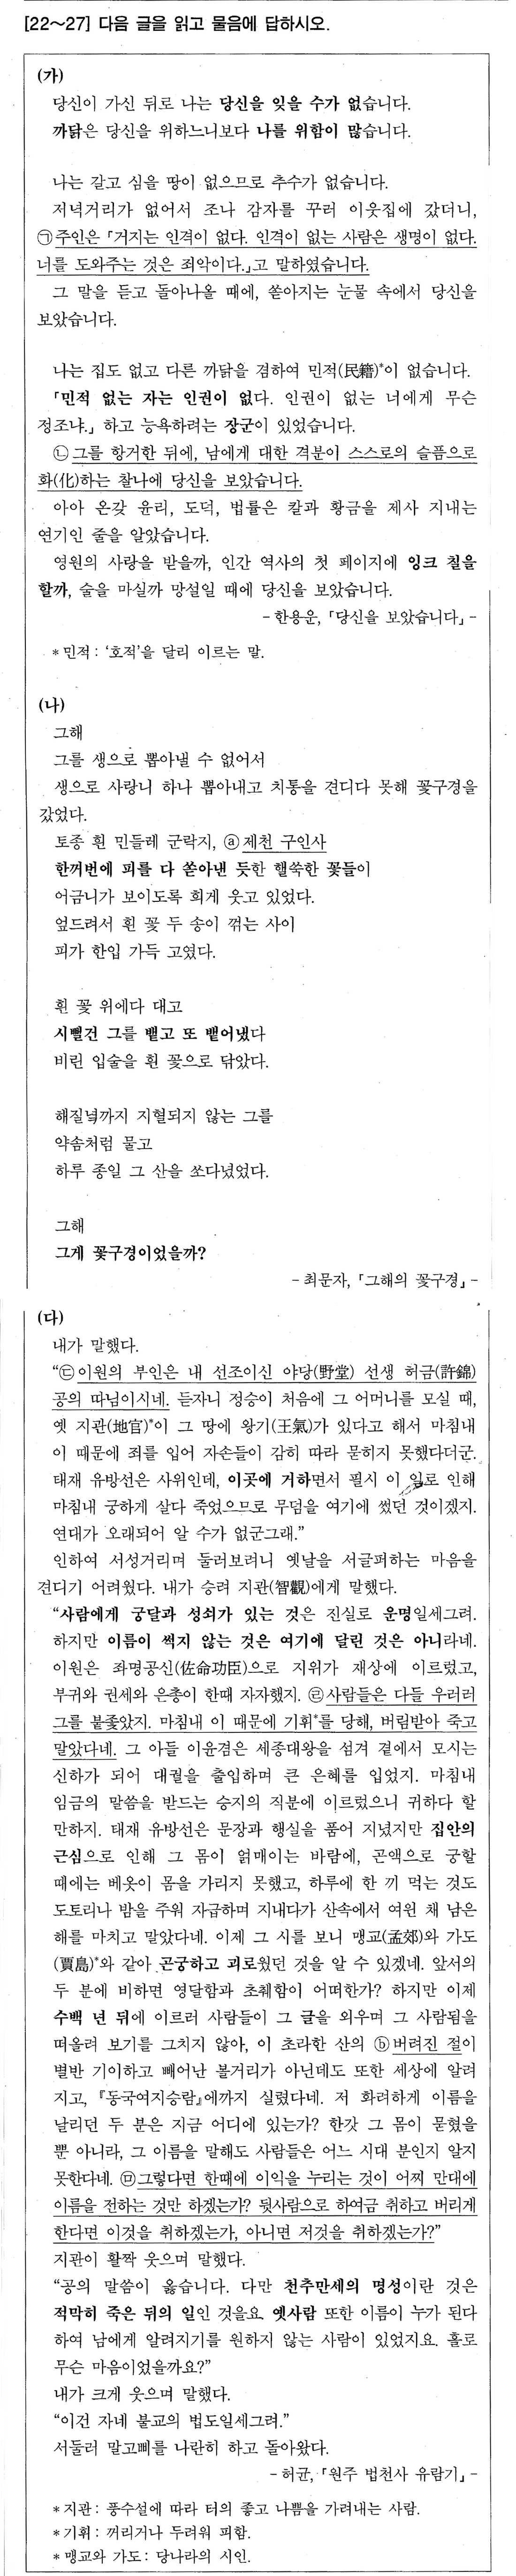 [22~27] 다음 글을 읽고 물음에 답하시오.
(가)
당신이 가신 뒤로 나는 당신을 잊을 수가 없습니다.
까닭은 당신을 위하느니보다 나를 위함이 많습니다.
나는 갈고 심을 땅이 없으므로 추수가 없습니다.
저녁거리가 없어서 조나 감자를 꾸러 이웃집에 갔더니,
㉠주인은 「거지는 인격이 없다. 인격이 없는 사람은 생명이 없다.
너를 도와주는 것은 죄악이다.」고 말하였습니다.
그 말을 듣고 돌아나올 때에, 쏟아지는 눈물 속에서 당신을
보았습니다.
나는 집도 없고 다른 까닭을 겸하여 민적(民籍)*이 없습니다.
「민적 없는 자는 인권이 없다. 인권이 없는 너에게 무슨
정조냐.」 하고 능욕하려는 장군이 있었습니다.
㉡그를 항거한 뒤에, 남에게 대한 격분이 스스로의 슬픔으로
화(化)하는 찰나에 당신을 보았습니다.
아아 온갖 윤리, 도덕, 법률은 칼과 황금을 제사 지내는
연기인 줄을 알았습니다.
영원의 사랑을 받을까, 인간 역사의 첫 페이지에 잉크 칠을
할까, 술을 마실까 망설일 때에 당신을 보았습니다.
- 한용운, 「당신을 보았습니다」 -
* 민적 : ‘호적’을 달리 이르는 말.
(나)
그해
그를 생으로 뽑아낼 수 없어서
생으로 사랑니 하나 뽑아내고 치통을 견디다 못해 꽃구경을
갔었다.
토종 흰 민들레 군락지, ⓐ제천 구인사
한꺼번에 피를 다 쏟아낸 듯한 핼쑥한 꽃들이
어금니가 보이도록 희게 웃고 있었다.
엎드려서 흰 꽃 두 송이 꺾는 사이
피가 한입 가득 고였다.
흰 꽃 위에다 대고
시뻘건 그를 뱉고 또 뱉어냈다
비린 입술을 흰 꽃으로 닦았다.
해질녘까지 지혈되지 않는 그를
약솜처럼 물고
하루 종일 그 산을 쏘다녔었다.
그해
그게 꽃구경이었을까?
- 최문자, 「그해의 꽃구경」 -
(다)
내가 말했다.
“㉢이원의 부인은 내 선조이신 야당(野堂) 선생 허금(許錦)
공의 따님이시네. 듣자니 정승이 처음에 그 어머니를 모실 때,
옛 지관(地官)*이 그 땅에 왕기(王氣)가 있다고 해서 마침내
이 때문에 죄를 입어 자손들이 감히 따라 묻히지 못했다더군.
태재 유방선은 사위인데, 이곳에 거하면서 필시 이 일로 인해
마침내 궁하게 살다 죽었으므로 무덤을 여기에 썼던 것이겠지.
연대가 오래되어 알 수가 없군그래.”
인하여 서성거리며 둘러보려니 옛날을 서글퍼하는 마음을
견디기 어려웠다. 내가 승려 지관(智觀)에게 말했다.
“사람에게 궁달과 성쇠가 있는 것은 진실로 운명일세그려.
하지만 이름이 썩지 않는 것은 여기에 달린 것은 아니라네.
이원은 좌명공신(佐命功臣)으로 지위가 재상에 이르렀고,
부귀와 권세와 은총이 한때 자자했지. ㉣사람들은 다들 우러러
그를 붙좇았지. 마침내 이 때문에 기휘*를 당해, 버림받아 죽고
말았다네. 그 아들 이윤겸은 세종대왕을 섬겨 곁에서 모시는
신하가 되어 대궐을 출입하며 큰 은혜를 입었지. 마침내
임금의 말씀을 받드는 승지의 직분에 이르렀으니 귀하다 할
만하지. 태재 유방선은 문장과 행실을 품어 지녔지만 집안의
근심으로 인해 그 몸이 얽매이는 바람에, 곤액으로 궁할
때에는 베옷이 몸을 가리지 못했고, 하루에 한 끼 먹는 것도
도토리나 밤을 주워 자급하며 지내다가 산속에서 여윈 채 남은
해를 마치고 말았다네. 이제 그 시를 보니 맹교(孟郊)와 가도
(賈島)*와 같아 곤궁하고 괴로웠던 것을 알 수 있겠네. 앞서의
두 분에 비하면 영달함과 초췌함이 어떠한가? 하지만 이제
수백 년 뒤에 이르러 사람들이 그 글을 외우며 그 사람됨을
떠올려 보기를 그치지 않아, 이 초라한 산의 ⓑ버려진 절이
별반 기이하고 빼어난 볼거리가 아닌데도 또한 세상에 알려
지고, 『동국여지승람』에까지 실렸다네. 저 화려하게 이름을
날리던 두 분은 지금 어디에 있는가? 한갓 그 몸이 묻혔을
뿐 아니라, 그 이름을 말해도 사람들은 어느 시대 분인지 알지
못한다네. ㉤그렇다면 한때에 이익을 누리는 것이 어찌 만대에
이름을 전하는 것만 하겠는가? 뒷사람으로 하여금 취하고 버리게
한다면 이것을 취하겠는가, 아니면 저것을 취하겠는가?”
지관이 활짝 웃으며 말했다.
“공의 말씀이 옳습니다. 다만 천추만세의 명성이란 것은
적막히 죽은 뒤의 일인 것을요. 옛사람 또한 이름이 누가 된다
하여 남에게 알려지기를 원하지 않는 사람이 있었지요. 홀로
무슨 마음이었을까요?”
내가 크게 웃으며 말했다.
“이건 자네 불교의 법도일세그려.”
서둘러 말고삐를 나란히 하고 돌아왔다.
- 허균, 「원주 법천사 유람기」 -
* 지관 : 풍수설에 따라 터의 좋고 나쁨을 가려내는 사람.
* 기휘 : 꺼리거나 두려워 피함.
* 맹교와 가도 : 당나라의 시인.